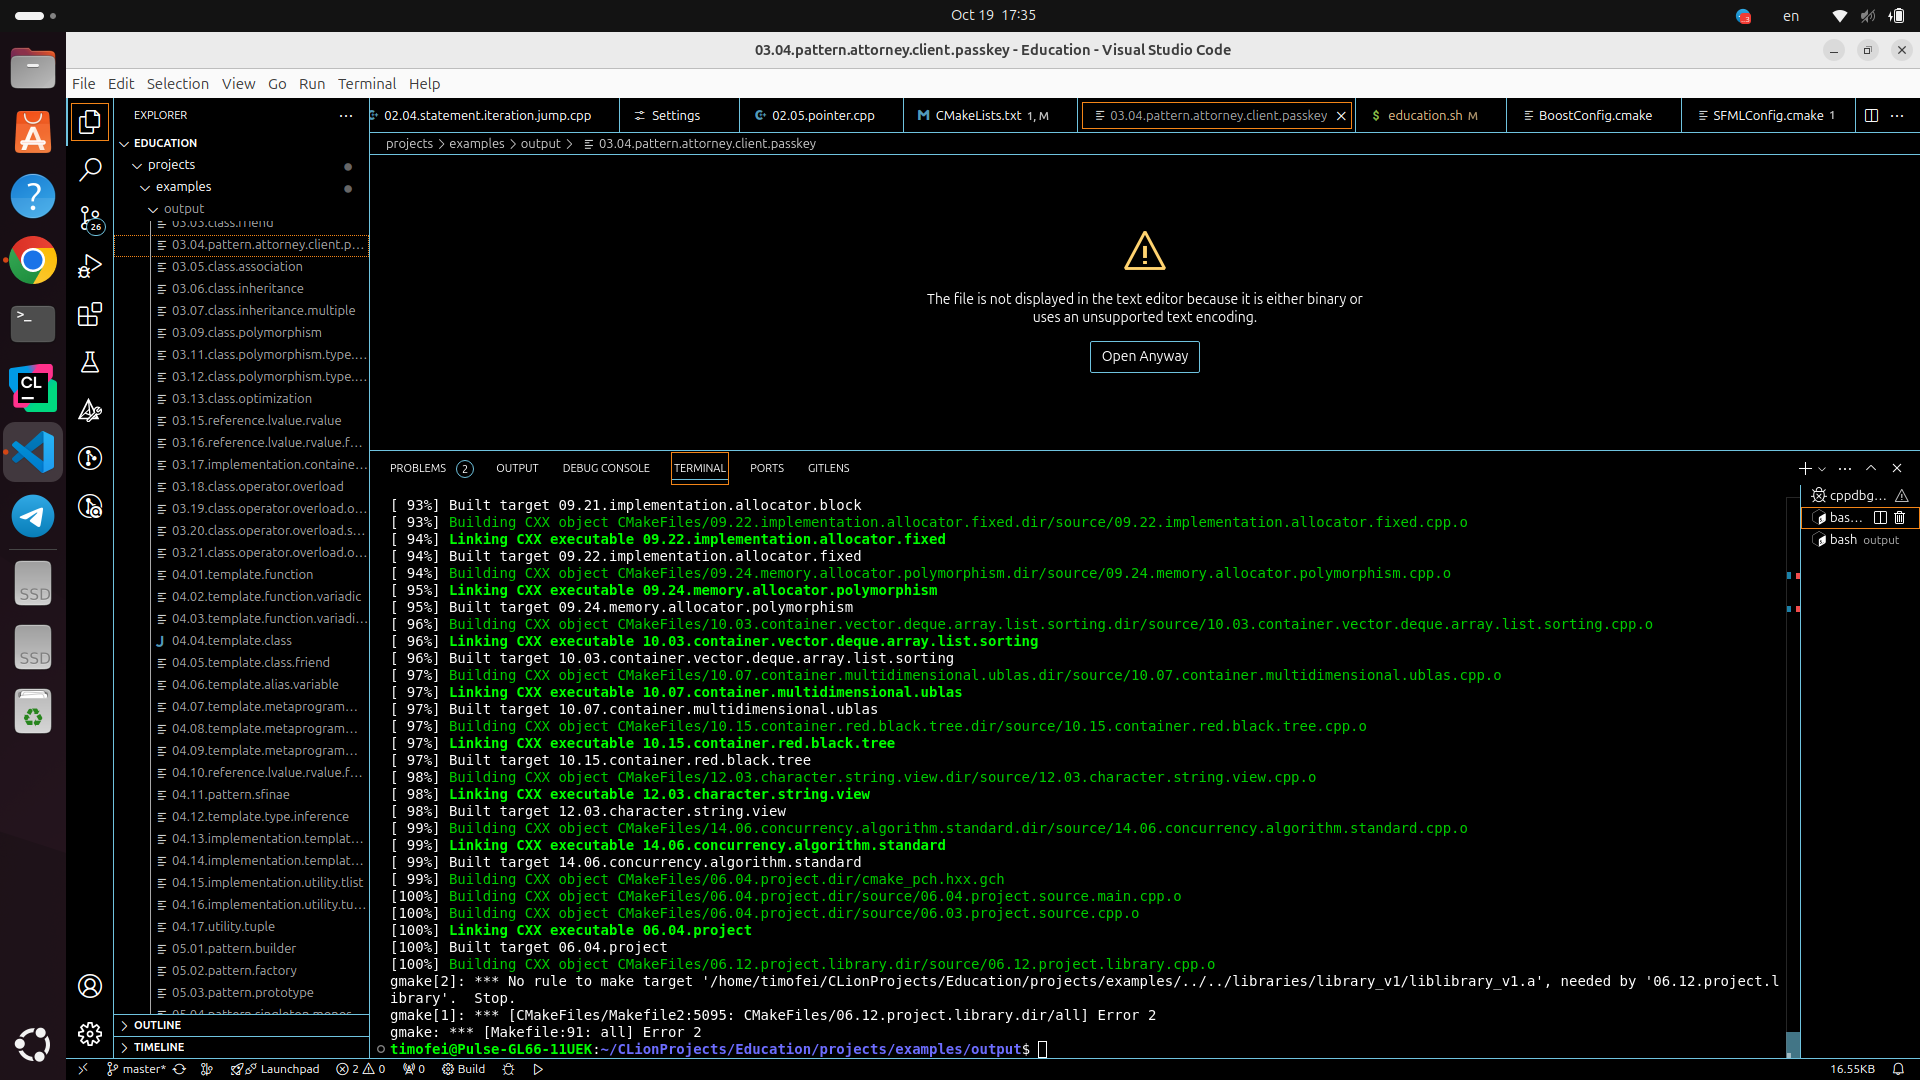 Oct 19 17:35
en
03.04.pattern.attorney.client.passkey - Education - Visual Studio Code
File Edit Selection View Go Run Terminal Help
EXPLORER
02.04.statement.iteration.jump.cpp
Settings
02.05.pointer.cpp
CMakeLists.txt 1, M
03.04.pattern.attorney.client.passkey
education.sh M
BoostConfig.cmake
SFMLConfig.cmake 1
projects > examples > output > 03.04.pattern.attorney.client.passkey
EDUCATION
projects
examples
output
03.03.class.friend
03.04.pattern.attorney.client.p...
03.05.class.association
03.06.class.inheritance
03.07.class.inheritance.multiple
03.09.class.polymorphism
03.11.class.polymorphism.type....
03.12.class.polymorphism.type....
03.13.class.optimization
03.15.reference.lvalue.rvalue
03.16.reference.lvalue.rvalue.f...
03.17.implementation.containe...
03.18.class.operator.overload
03.19.class.operator.overload.o...
03.20.class.operator.overload.s...
03.21.class.operator.overload.o...
04.01.template.function
04.02.template.function.variadic
04.03.template.function.variadi...
04.04.template.class
04.05.template.class.friend
04.06.template.alias.variable
04.07.template.metaprogram...
04.08.template.metaprogram...
04.09.template.metaprogram...
04.10.reference.lvalue.rvalue.f...
04.11.pattern.sfinae
04.12.template.type.inference
04.13.implementation.templat...
04.14.implementation.templat...
04.15.implementation.utility.tlist
04.16.implementation.utility.tu...
04.17.utility.tuple
05.01.pattern.builder
05.02.pattern.factory
05.03.pattern.prototype
05.04.pattern.singleton.monos...
OUTLINE
TIMELINE
26
CL
SSD
SSD
The file is not displayed in the text editor because it is either binary or
uses an unsupported text encoding.
Open Anyway
PROBLEMS 2 OUTPUT DEBUG CONSOLE TERMINAL PORTS GITLENS
cppdbg...
bas...
bash output
[ 93%] Built target 09.21.implementation.allocator.block
[ 93%] Building CXX object CMakeFiles/09.22.implementation.allocator.fixed.dir/source/09.22.implementation.allocator.fixed.cpp.o
[ 94%] Linking CXX executable 09.22.implementation.allocator.fixed
[ 94%] Built target 09.22.implementation.allocator.fixed
[ 94%] Building CXX object CMakeFiles/09.24.memory.allocator.polymorphism.dir/source/09.24.memory.allocator.polymorphism.cpp.o
[ 95%] Linking CXX executable 09.24.memory.allocator.polymorphism
[ 95%] Built target 09.24.memory.allocator.polymorphism
[ 96%] Building CXX object CMakeFiles/10.03.container.vector.deque.array.list.sorting.dir/source/10.03.container.vector.deque.array.list.sorting.cpp.o
[ 96%] Linking CXX executable 10.03.container.vector.deque.array.list.sorting
[ 96%] Built target 10.03.container.vector.deque.array.list.sorting
[ 97%] Building CXX object CMakeFiles/10.07.container.multidimensional.ublas.dir/source/10.07.container.multidimensional.ublas.cpp.o
[ 97%] Linking CXX executable 10.07.container.multidimensional.ublas
[ 97%] Built target 10.07.container.multidimensional.ublas
[ 97%] Building CXX object CMakeFiles/10.15.container.red.black.tree.dir/source/10.15.container.red.black.tree.cpp.o
[ 97%] Linking CXX executable 10.15.container.red.black.tree
[ 97%] Built target 10.15.container.red.black.tree
[ 98%] Building CXX object CMakeFiles/12.03.character.string.view.dir/source/12.03.character.string.view.cpp.o
[ 98%] Linking CXX executable 12.03.character.string.view
[ 98%] Built target 12.03.character.string.view
[ 99%] Building CXX object CMakeFiles/14.06.concurrency.algorithm.standard.dir/source/14.06.concurrency.algorithm.standard.cpp.o
[ 99%] Linking CXX executable 14.06.concurrency.algorithm.standard
[ 99%] Built target 14.06.concurrency.algorithm.standard
[ 99%] Building CXX object CMakeFiles/06.04.project.dir/cmake_pch.hxx.gch
[100%] Building CXX object CMakeFiles/06.04.project.dir/source/06.04.project.source.main.cpp.o
[100%] Building CXX object CMakeFiles/06.04.project.dir/source/06.03.project.source.cpp.o
[100%] Linking CXX executable 06.04.project
[100%] Built target 06.04.project
[100%] Building CXX object CMakeFiles/06.12.project.library.dir/source/06.12.project.library.cpp.o
gmake[2]: *** No rule to make target '/home/timofei/CLionProjects/Education/projects/examples/../../libraries/library_v1/liblibrary_v1.a', needed by '06.12.project.l
ibrary'.  Stop.
gmake[1]: *** [CMakeFiles/Makefile2:5095: CMakeFiles/06.12.project.library.dir/all] Error 2
gmake: *** [Makefile:91: all] Error 2
timofei@Pulse-GL66-11UEK:~/CLionProjects/Education/projects/examples/output$
master* Launchpad 2 0 0 Build 16.55KB